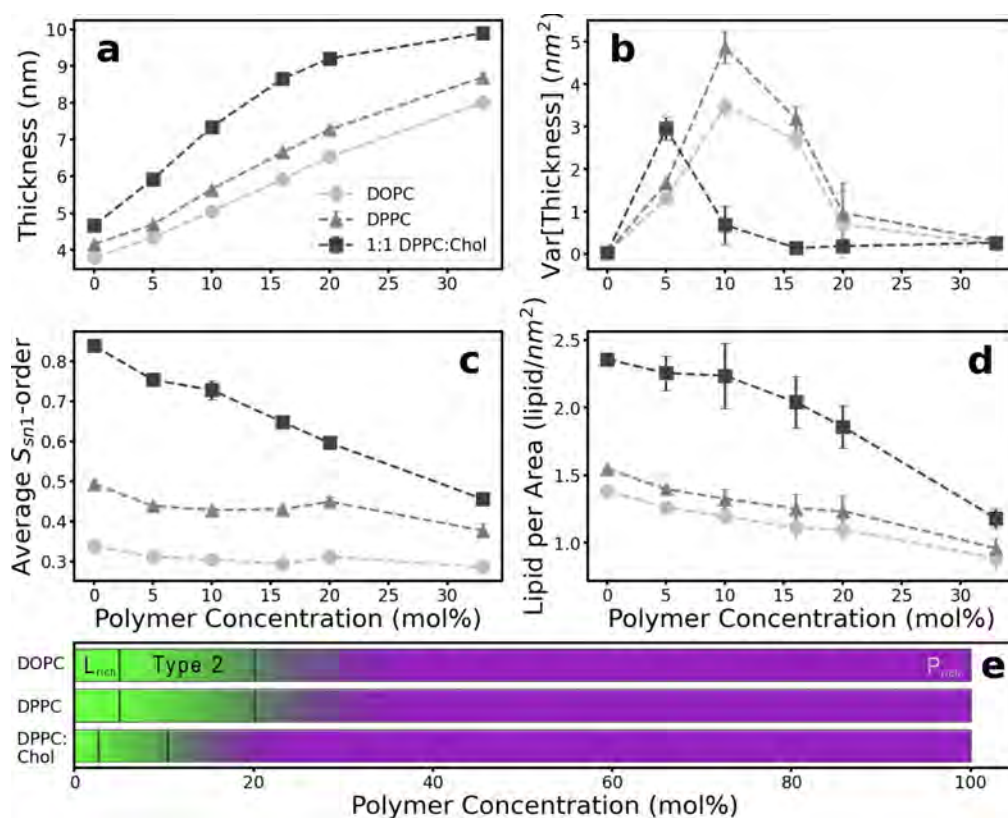 a
Thickness (nm)
10
9
8
7
6
5
4
0 5 10 15 20 25 30
DOPC
DPPC
1:1 DPPC:Chol
b
Var[Thickness] (nm²)
5
4
3
2
1
0
0 5 10 15 20 25 30
c
Average S_sn1-order
0.8
0.7
0.6
0.5
0.4
0.3
0 5 10 15 20 25 30
Polymer Concentration (mol%)
d
Lipid per Area (lipid/nm²)
2.5
2.0
1.5
1.0
0 5 10 15 20 25 30
Polymer Concentration (mol%)
DOPC L_rich Type 2 P_rich e
DPPC
DPPC:
Chol
0 20 40 60 80 100
Polymer Concentration (mol%)